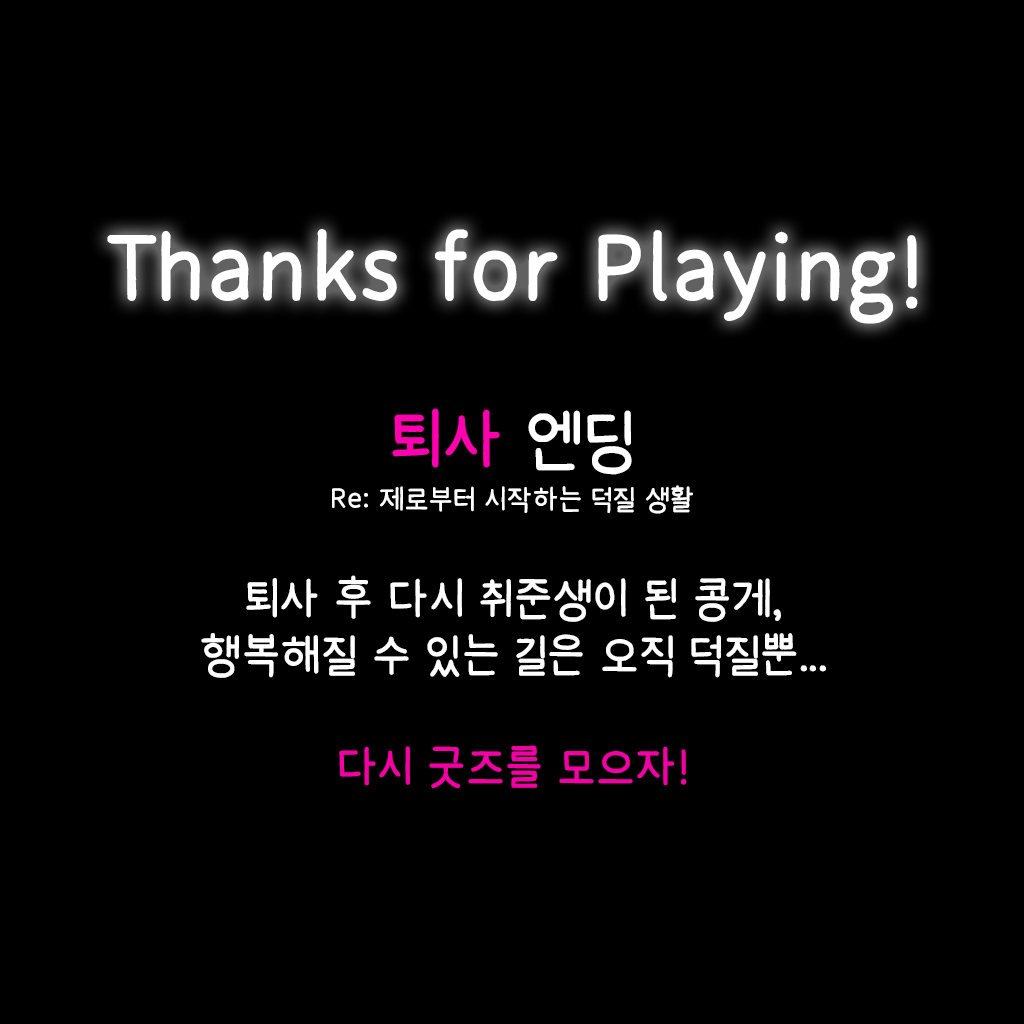 Thanks for Playing!
퇴사 엔딩
Re: 제로부터 시작하는 덕질 생활
퇴사 후 다시 취준생이 된 콩게,
행복해질 수 있는 길은 오직 덕질뿐...
다시 굿즈를 모으자!